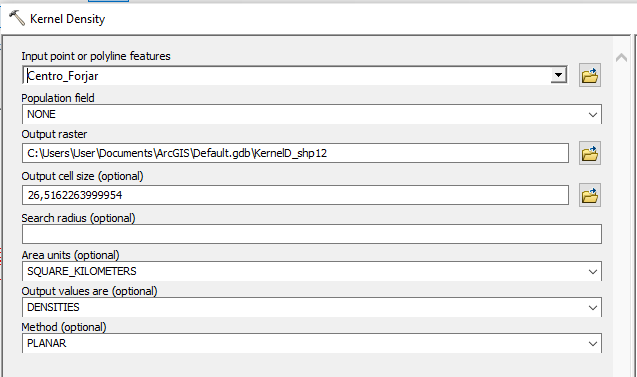 Kernel Density
Input point or polyline features
Centro_Forjar
Population field
NONE
Output raster
C:\Users\User\Documents\ArcGIS\Default.gdb\KernelD_shp12
Output cell size (optional)
26,5162263999954
Search radius (optional)
Area units (optional)
SQUARE_KILOMETERS
Output values are (optional)
DENSITIES
Method (optional)
PLANAR